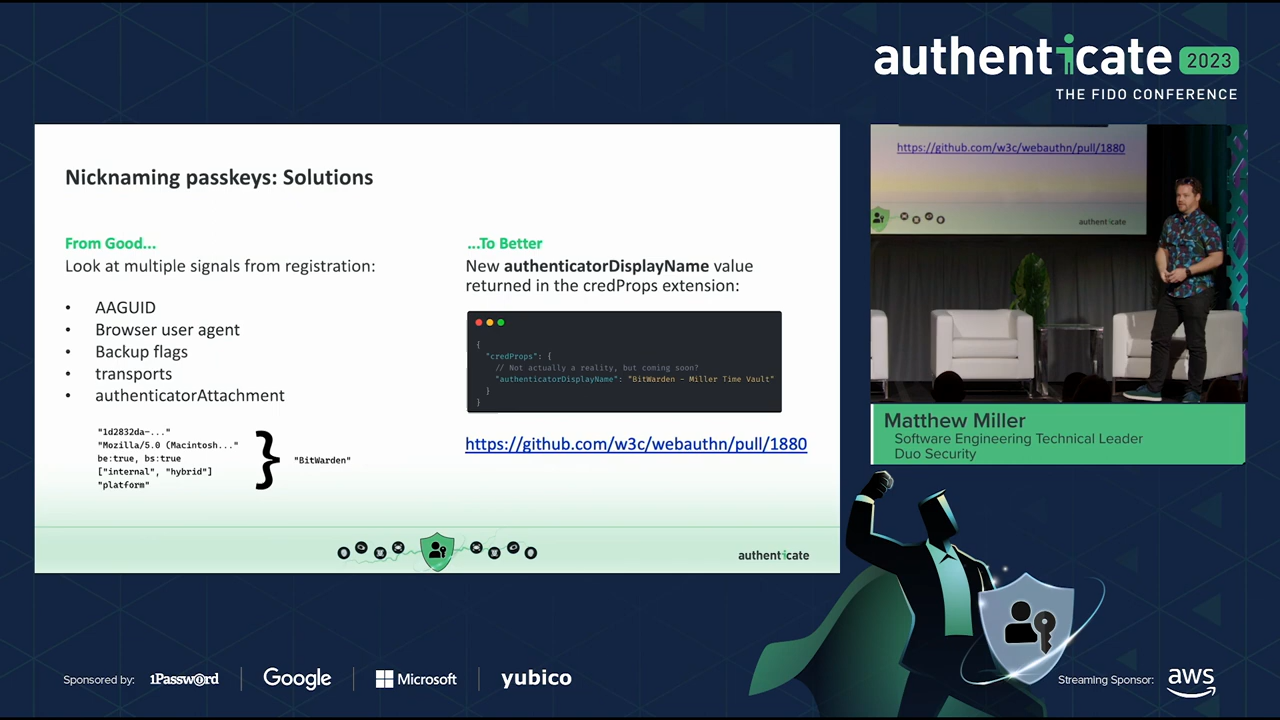 authenticate 2023
THE FIDO CONFERENCE
Nicknaming passkeys: Solutions
From Good...
Look at multiple signals from registration:
• AAGUID
• Browser user agent
• Backup flags
• transports
• authenticatorAttachment
"1d2832da-..."
"Mozilla/5.0 (Macintosh..."
be:true, bs:true
["internal", "hybrid"]
"platform"
} "BitWarden"
...To Better
New authenticatorDisplayName value
returned in the credProps extension:
{
"credProps": {
// Not actually a reality, but coming soon?
"authenticatorDisplayName": "BitWarden - Miller Time Vault"
}
}
https://github.com/w3c/webauthn/pull/1880
authenticate
https://github.com/w3c/webauthn/pull/1880
authenticate
Matthew Miller
Software Engineering Technical Leader
Duo Security
Sponsored by: 1Password Google Microsoft yubico
Streaming Sponsor: aws